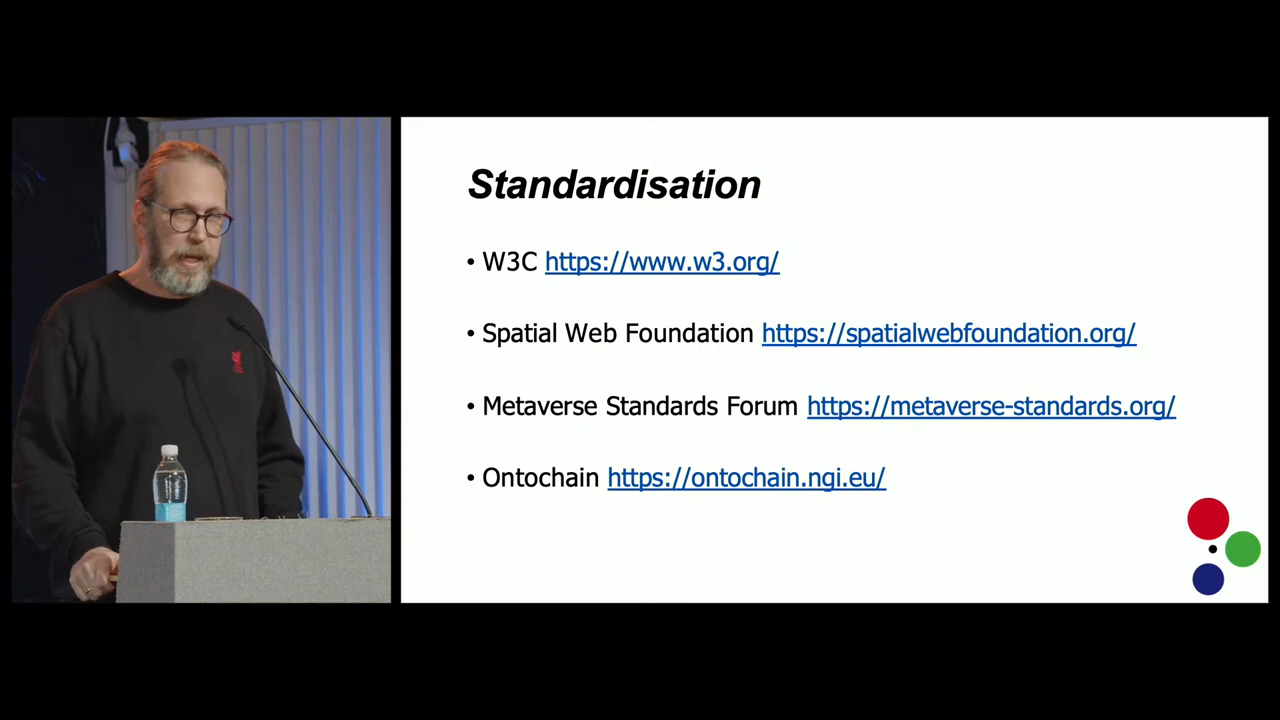 Standardisation
• W3C https://www.w3.org/
• Spatial Web Foundation https://spatialwebfoundation.org/
• Metaverse Standards Forum https://metaverse-standards.org/
• Ontochain https://ontochain.ngi.eu/